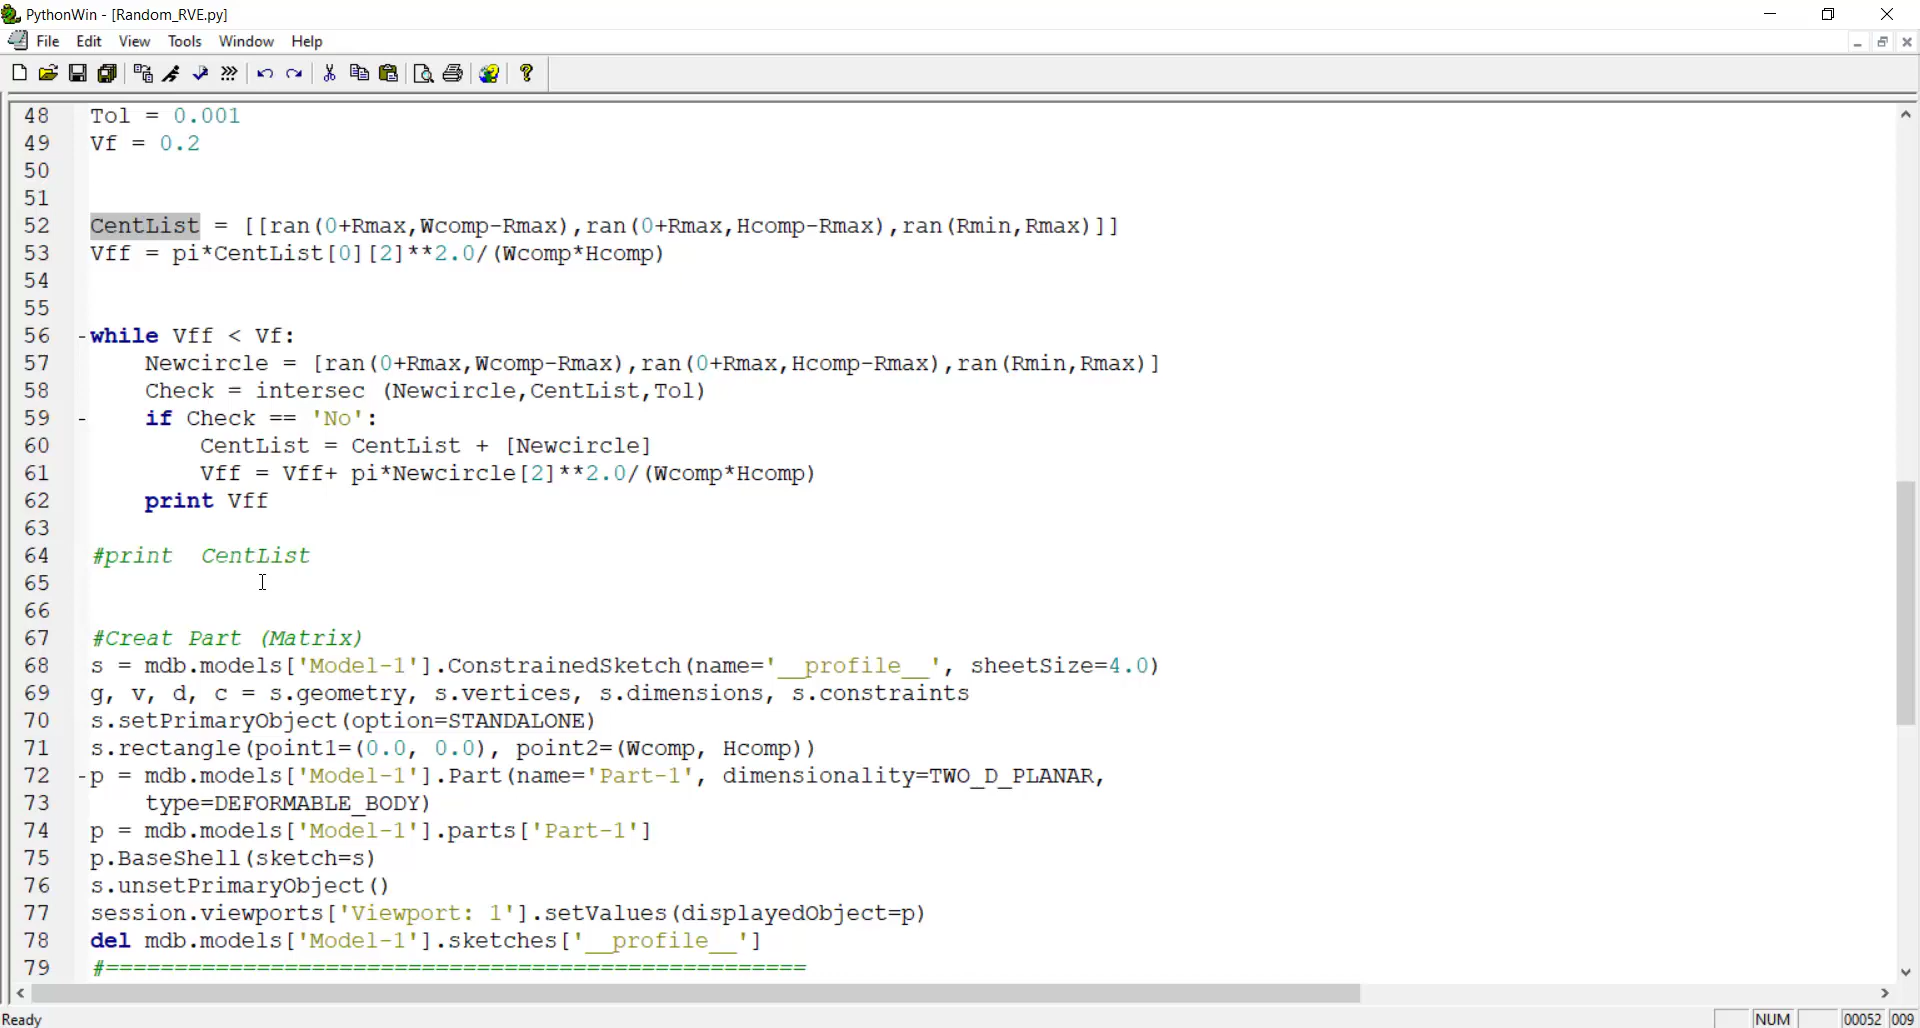 PythonWin - [Random_RVE.py]
File Edit View Tools Window Help
48 Tol = 0.001
49 Vf = 0.2
50
51
52 CentList = [[ran(0+Rmax,Wcomp-Rmax),ran(0+Rmax,Hcomp-Rmax),ran(Rmin,Rmax)]]
53 Vff = pi*CentList[0][2]**2.0/(Wcomp*Hcomp)
54
55
56 -while Vff < Vf:
57 Newcircle = [ran(0+Rmax,Wcomp-Rmax),ran(0+Rmax,Hcomp-Rmax),ran(Rmin,Rmax)]
58 Check = intersec (Newcircle,CentList,Tol)
59 - if Check == 'No':
60 CentList = CentList + [Newcircle]
61 Vff = Vff+ pi*Newcircle[2]**2.0/(Wcomp*Hcomp)
62 print Vff
63
64 #print  CentList
65
66
67 #Creat Part (Matrix)
68 s = mdb.models['Model-1'].ConstrainedSketch(name='__profile__', sheetSize=4.0)
69 g, v, d, c = s.geometry, s.vertices, s.dimensions, s.constraints
70 s.setPrimaryObject(option=STANDALONE)
71 s.rectangle(point1=(0.0, 0.0), point2=(Wcomp, Hcomp))
72 -p = mdb.models['Model-1'].Part(name='Part-1', dimensionality=TWO_D_PLANAR,
73 type=DEFORMABLE_BODY)
74 p = mdb.models['Model-1'].parts['Part-1']
75 p.BaseShell(sketch=s)
76 s.unsetPrimaryObject()
77 session.viewports['Viewport: 1'].setValues(displayedObject=p)
78 del mdb.models['Model-1'].sketches['__profile__']
79 #===================================================
Ready NUM 00052 009